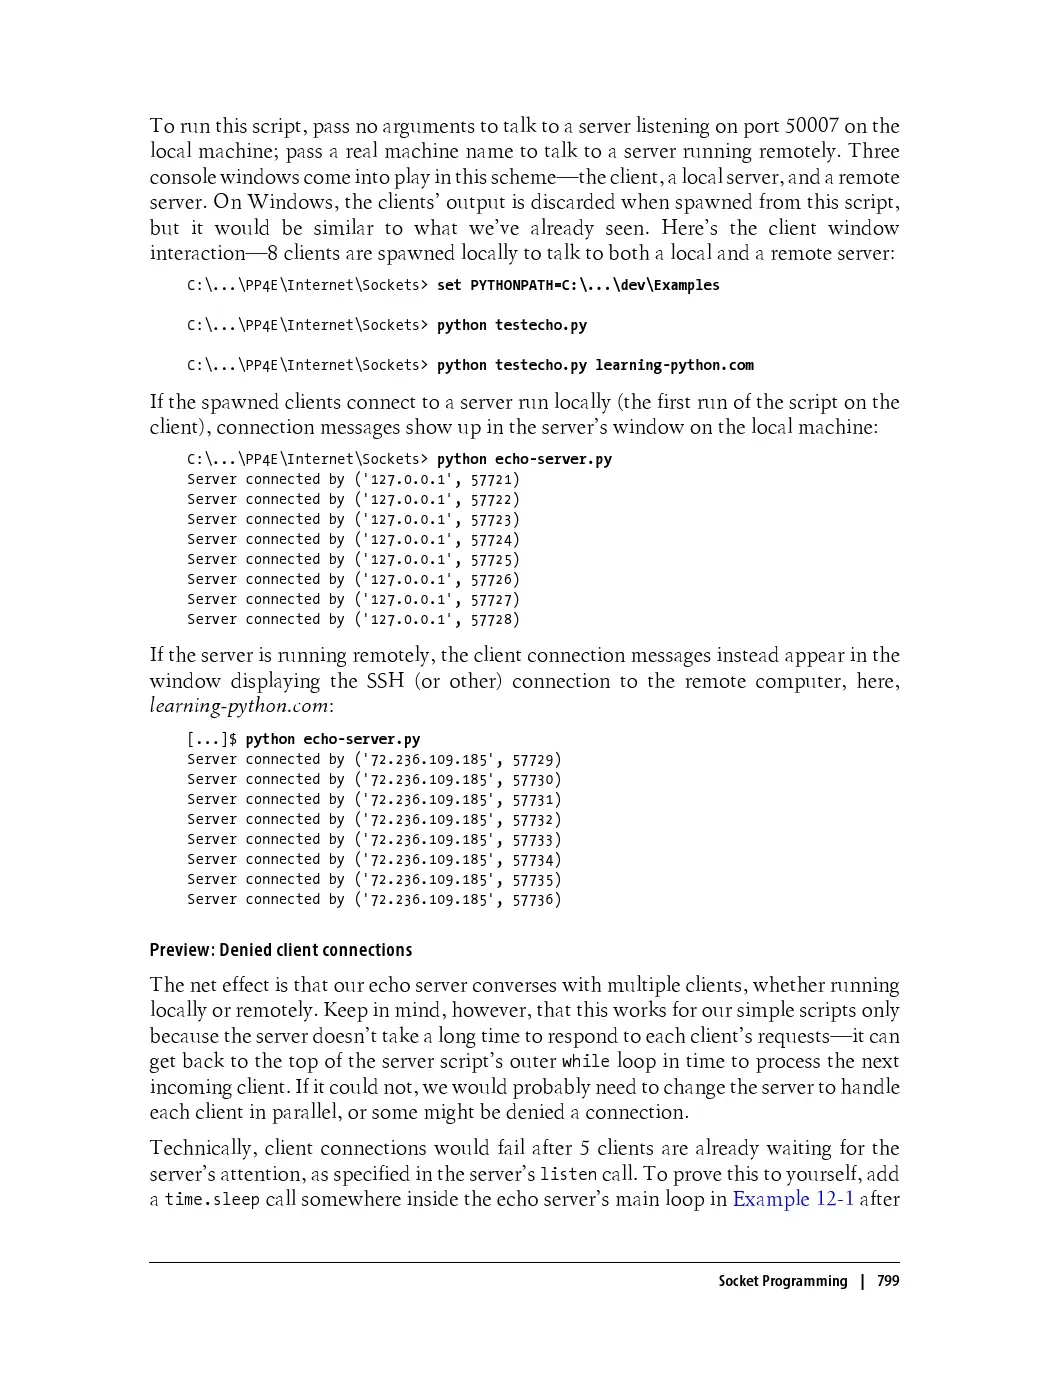 To run this script, pass no arguments to talk to a server listening on port 50007 on the
local machine; pass a real machine name to talk to a server running remotely. Three
console windows come into play in this scheme—the client, a local server, and a remote
server. On Windows, the clients’ output is discarded when spawned from this script,
but it would be similar to what we’ve already seen. Here’s the client window
interaction—8 clients are spawned locally to talk to both a local and a remote server:
C:\...\PP4E\Internet\Sockets> set PYTHONPATH=C:\...\dev\Examples
C:\...\PP4E\Internet\Sockets> python testecho.py
C:\...\PP4E\Internet\Sockets> python testecho.py learning-python.com
If the spawned clients connect to a server run locally (the first run of the script on the
client), connection messages show up in the server’s window on the local machine:
C:\...\PP4E\Internet\Sockets> python echo-server.py
Server connected by ('127.0.0.1', 57721)
Server connected by ('127.0.0.1', 57722)
Server connected by ('127.0.0.1', 57723)
Server connected by ('127.0.0.1', 57724)
Server connected by ('127.0.0.1', 57725)
Server connected by ('127.0.0.1', 57726)
Server connected by ('127.0.0.1', 57727)
Server connected by ('127.0.0.1', 57728)
If the server is running remotely, the client connection messages instead appear in the
window displaying the SSH (or other) connection to the remote computer, here,
learning-python.com:
[...]$ python echo-server.py
Server connected by ('72.236.109.185', 57729)
Server connected by ('72.236.109.185', 57730)
Server connected by ('72.236.109.185', 57731)
Server connected by ('72.236.109.185', 57732)
Server connected by ('72.236.109.185', 57733)
Server connected by ('72.236.109.185', 57734)
Server connected by ('72.236.109.185', 57735)
Server connected by ('72.236.109.185', 57736)
Preview: Denied client connections
The net effect is that our echo server converses with multiple clients, whether running
locally or remotely. Keep in mind, however, that this works for our simple scripts only
because the server doesn’t take a long time to respond to each client’s requests—it can
get back to the top of the server script’s outer while loop in time to process the next
incoming client. If it could not, we would probably need to change the server to handle
each client in parallel, or some might be denied a connection.
Technically, client connections would fail after 5 clients are already waiting for the
server’s attention, as specified in the server’s listen call. To prove this to yourself, add
a time.sleep call somewhere inside the echo server’s main loop in Example 12-1 after
Socket Programming | 799